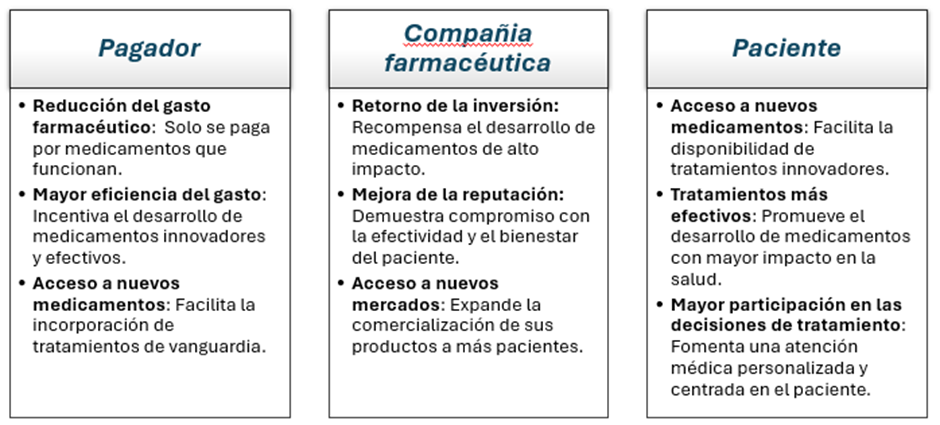 Pagador
• Reducción del gasto
farmacéutico: Solo se paga
por medicamentos que
funcionan.
• Mayor eficiencia del gasto:
Incentiva el desarrollo de
medicamentos innovadores
y efectivos.
• Acceso a nuevos
medicamentos: Facilita la
incorporación de
tratamientos de vanguardia.
Compañia
farmacéutica
• Retorno de la inversión:
Recompensa el desarrollo de
medicamentos de alto
impacto.
• Mejora de la reputación:
Demuestra compromiso con
la efectividad y el bienestar
del paciente.
• Acceso a nuevos
mercados: Expande la
comercialización de sus
productos a más pacientes.
Paciente
• Acceso a nuevos
medicamentos: Facilita la
disponibilidad de
tratamientos innovadores.
• Tratamientos más
efectivos: Promueve el
desarrollo de medicamentos
con mayor impacto en la
salud.
• Mayor participación en las
decisiones de tratamiento:
Fomenta una atención
médica personalizada y
centrada en el paciente.